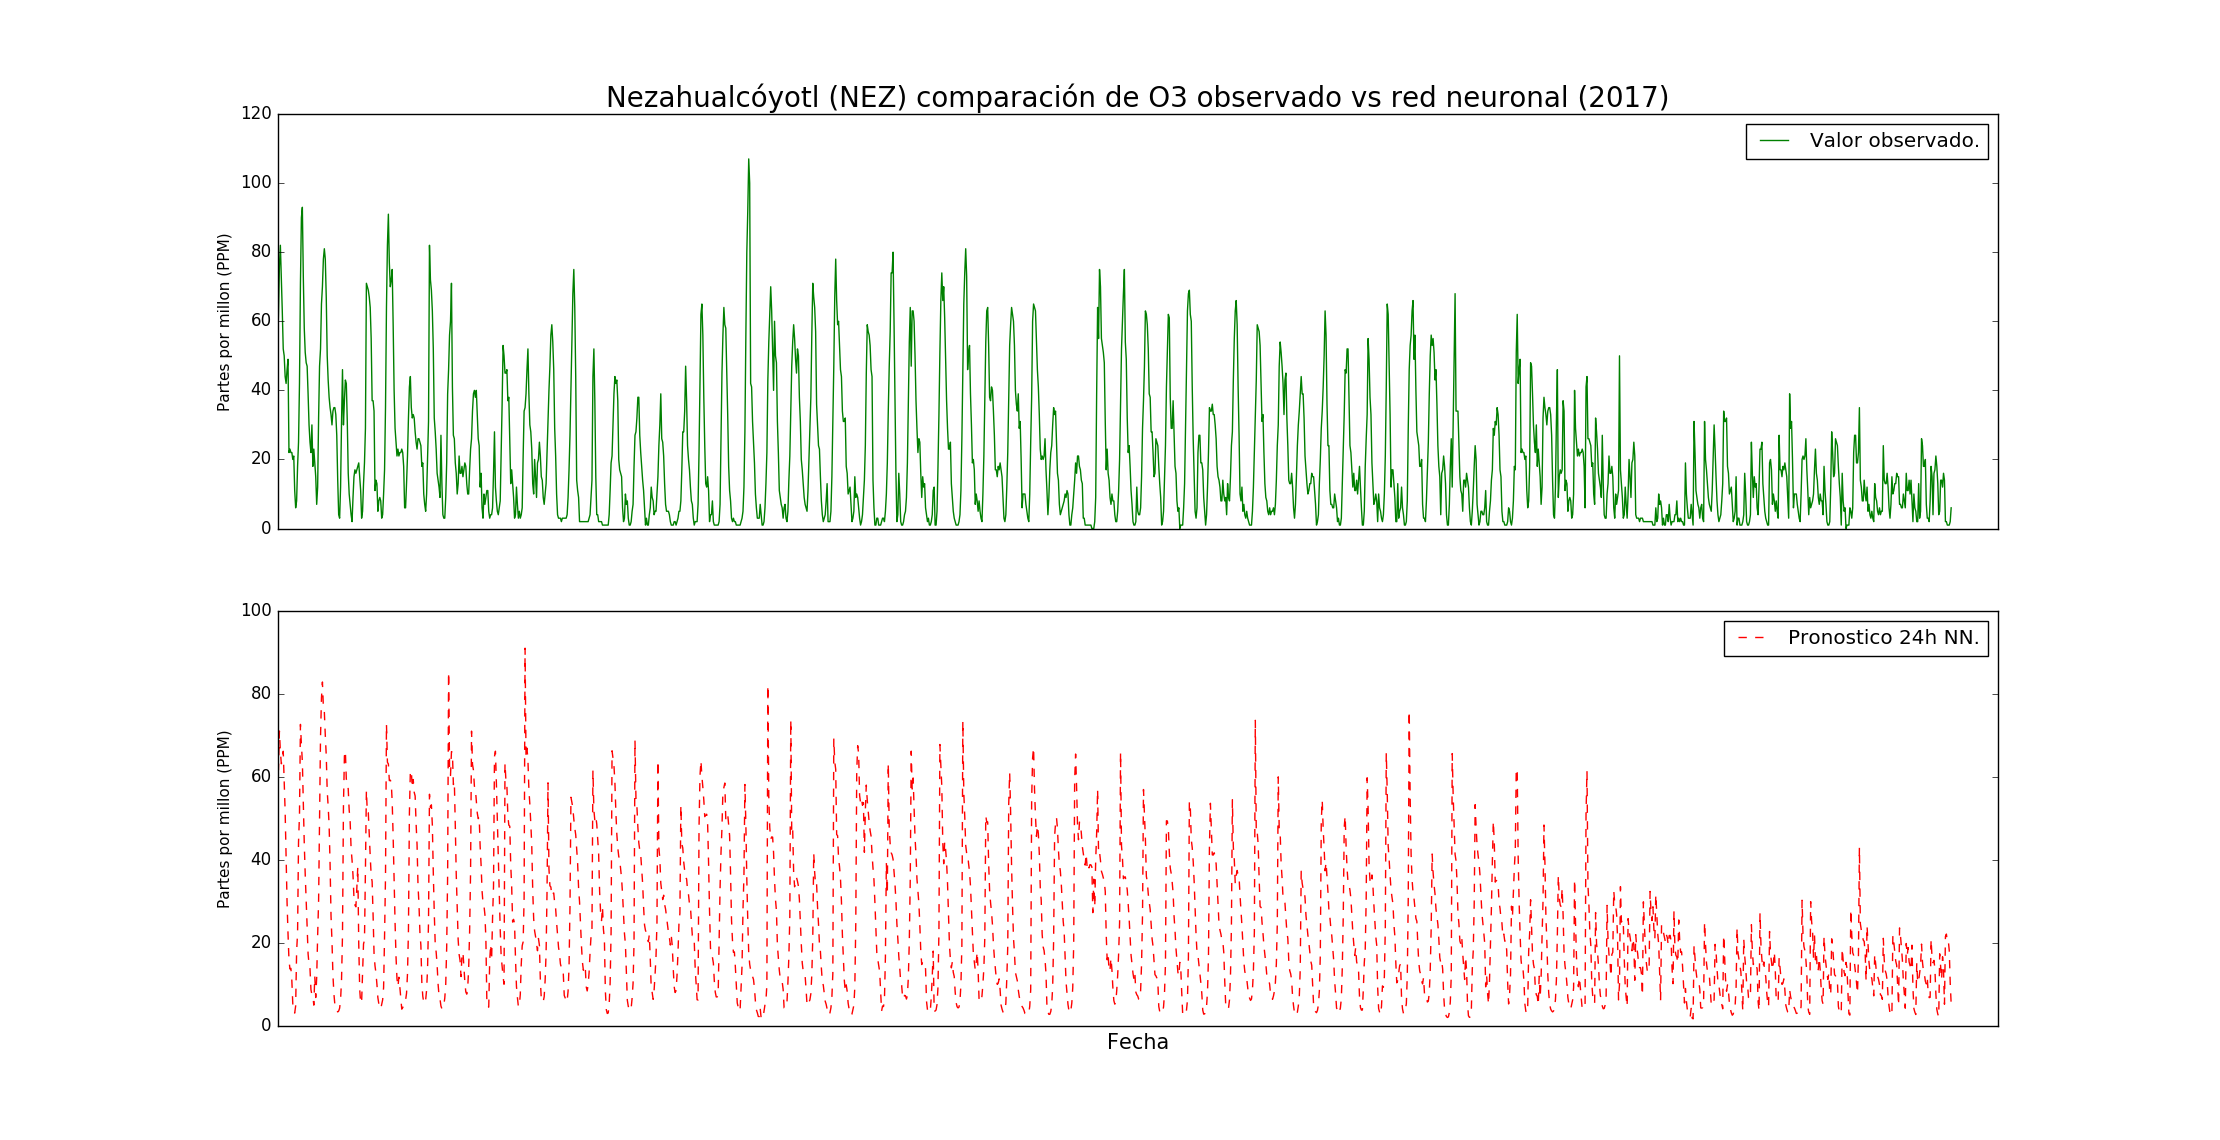 Nezahualcóyotl (NEZ) comparación de O3 observado vs red neuronal (2017)
120
100
80
60
40
20
0
Partes por millon (PPM)
Valor observado.
100
80
60
40
20
0
Partes por millon (PPM)
Pronostico 24h NN.
Fecha